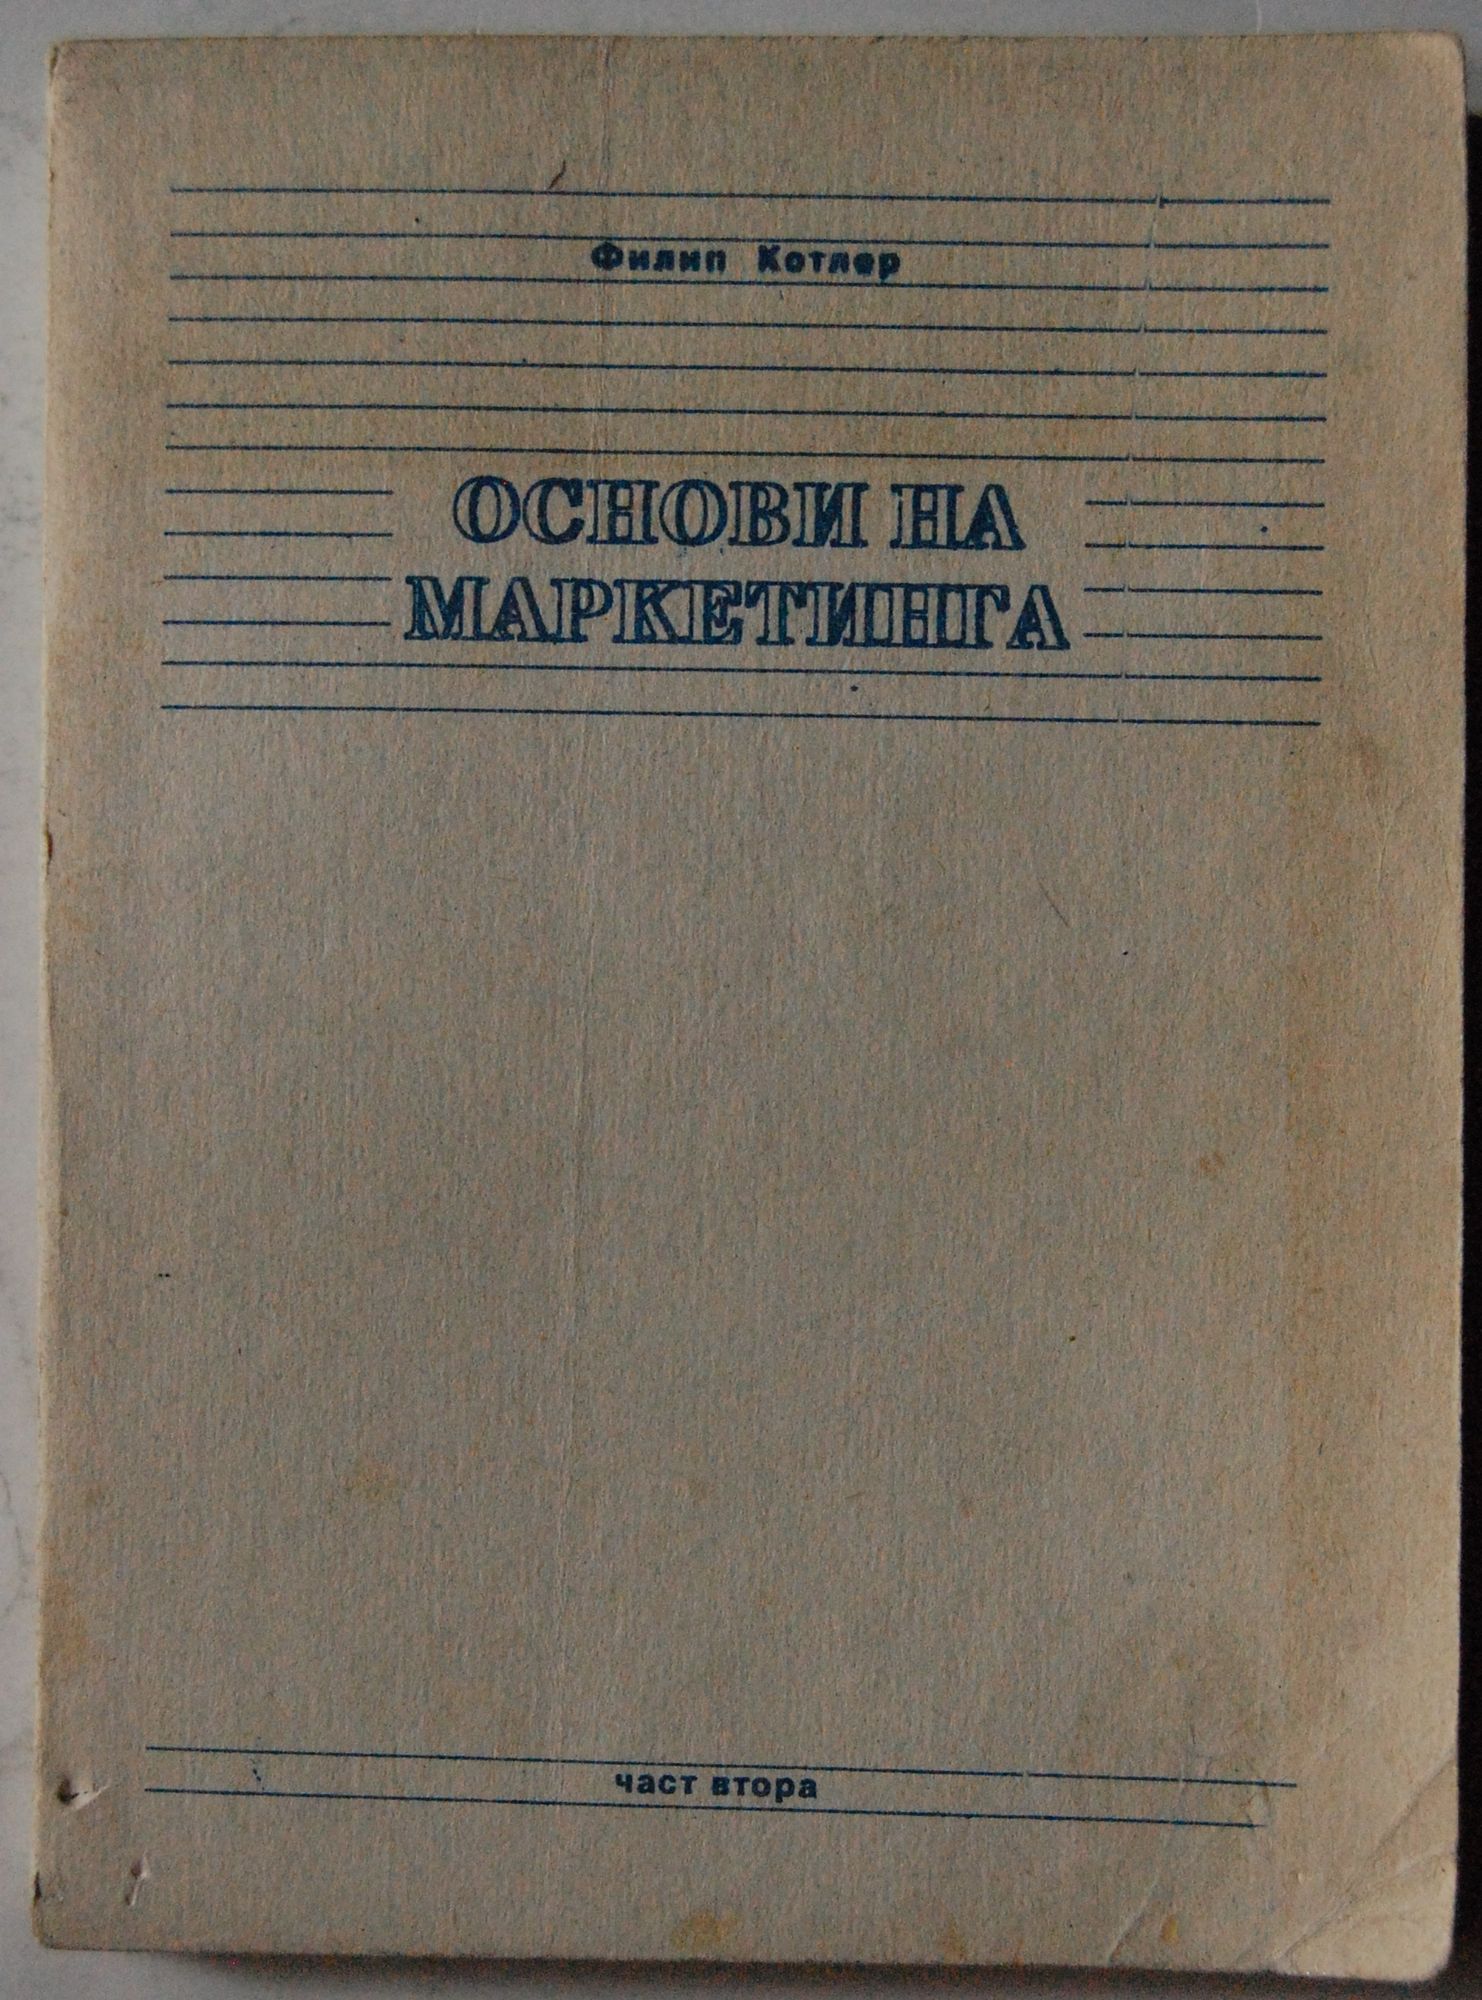 Филип Котлер
ОСНОВИ НА
МАРКЕТИНГА
част втора